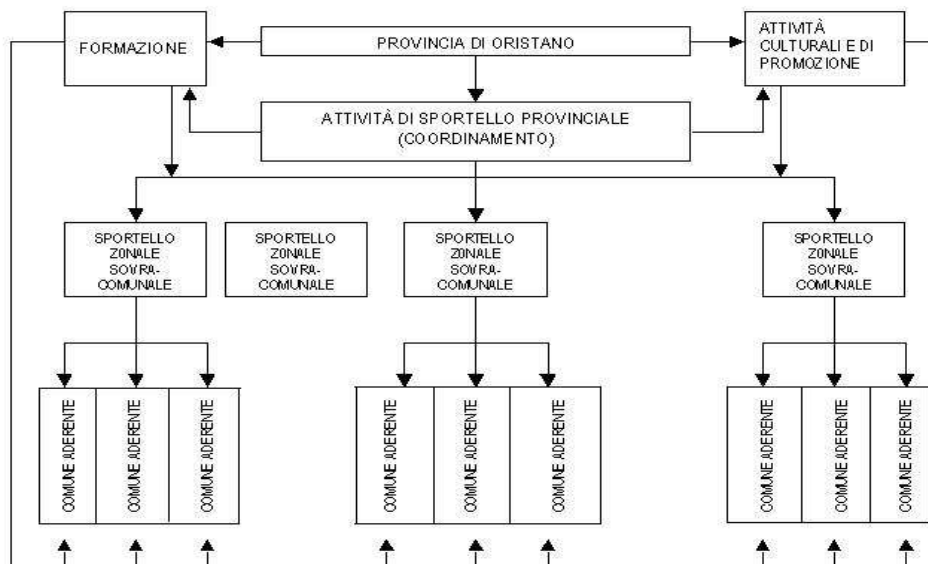 FORMAZIONE
PROVINCIA DI ORISTANO
ATTIVITÀ
CULTURALI E DI
PROMOZIONE
ATTIVITÀ DI SPORTELLO PROVINCIALE
(COORDINAMENTO)
SPORTELLO
ZONALE
SOVRA-
COMUNALE
SPORTELLO
ZONALE
SOVRA-
COMUNALE
SPORTELLO
ZONALE
SOVRA-
COMUNALE
SPORTELLO
ZONALE
SOVRA-
COMUNALE
COMUNE ADERENTE
COMUNE ADERENTE
COMUNE ADERENTE
COMUNE ADERENTE
COMUNE ADERENTE
COMUNE ADERENTE
COMUNE ADERENTE
COMUNE ADERENTE
COMUNE ADERENTE